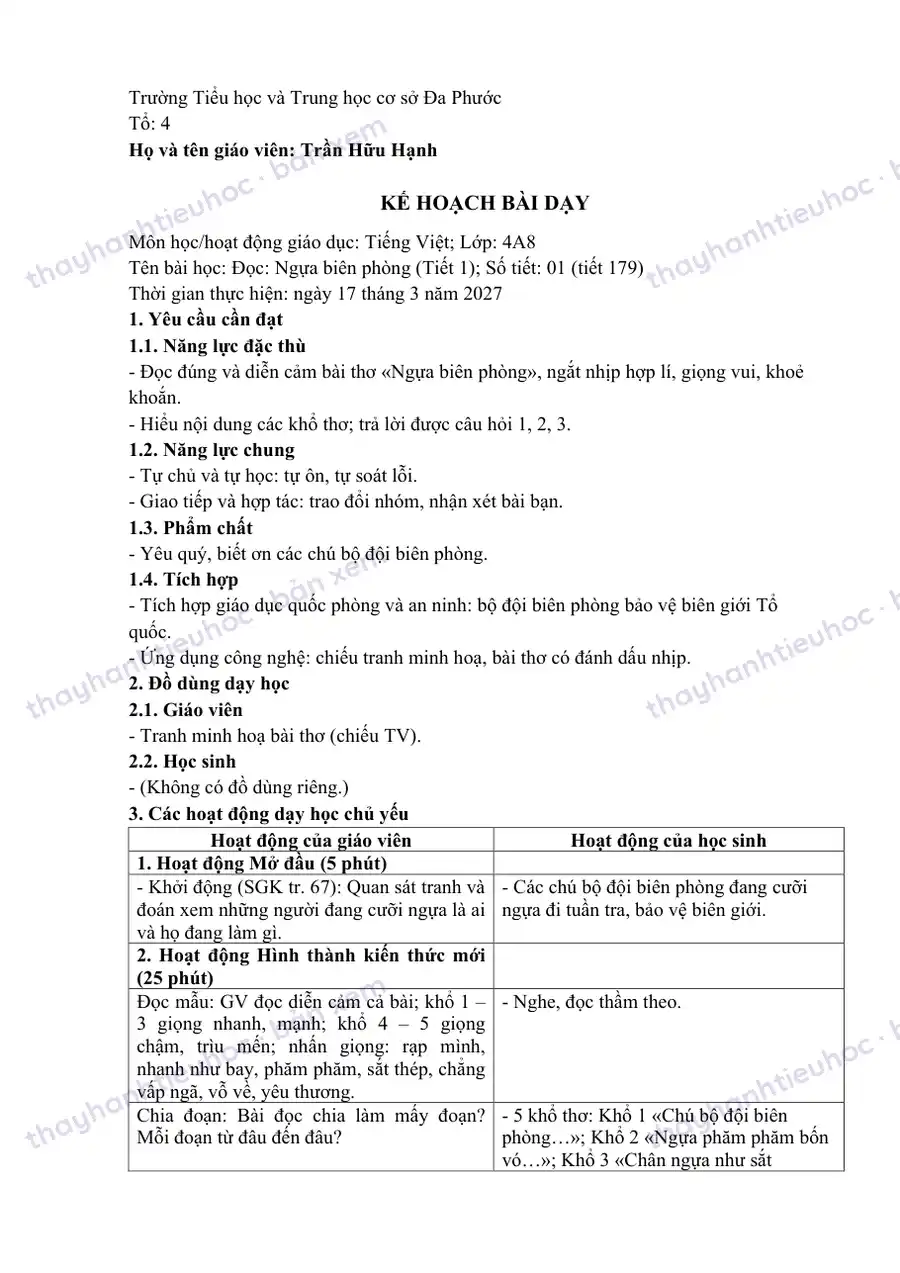 Trường Tiểu học và Trung học cơ sở Đa Phước
Tổ: 4
Họ và tên giáo viên: Trần Hữu Hạnh
KẾ HOẠCH BÀI DẠY
Môn học/hoạt động giáo dục: Tiếng Việt; Lớp: 4A8
Tên bài học: Đọc: Ngựa biên phòng (Tiết 1); Số tiết: 01 (tiết 179)
Thời gian thực hiện: ngày 17 tháng 3 năm 2027
1. Yêu cầu cần đạt
1.1. Năng lực đặc thù
- Đọc đúng và diễn cảm bài thơ «Ngựa biên phòng», ngắt nhịp hợp lí, giọng vui, khoẻ
khoắn.
- Hiểu nội dung các khổ thơ; trả lời được câu hỏi 1, 2, 3.
1.2. Năng lực chung
- Tự chủ và tự học: tự ôn, tự soát lỗi.
- Giao tiếp và hợp tác: trao đổi nhóm, nhận xét bài bạn.
1.3. Phẩm chất
- Yêu quý, biết ơn các chú bộ đội biên phòng.
1.4. Tích hợp
- Tích hợp giáo dục quốc phòng và an ninh: bộ đội biên phòng bảo vệ biên giới Tổ
quốc.
- Ứng dụng công nghệ: chiếu tranh minh hoạ, bài thơ có đánh dấu nhịp.
2. Đồ dùng dạy học
2.1. Giáo viên
- Tranh minh hoạ bài thơ (chiếu TV).
2.2. Học sinh
- (Không có đồ dùng riêng.)
3. Các hoạt động dạy học chủ yếu
Hoạt động của giáo viên
Hoạt động của học sinh
1. Hoạt động Mở đầu (5 phút)
- Khởi động (SGK tr. 67): Quan sát tranh và
đoán xem những người đang cưỡi ngựa là ai
và họ đang làm gì.
- Các chú bộ đội biên phòng đang cưỡi
ngựa đi tuần tra, bảo vệ biên giới.
2. Hoạt động Hình thành kiến thức mới
(25 phút)
Đọc mẫu: GV đọc diễn cảm cả bài; khổ 1 –
3 giọng nhanh, mạnh; khổ 4 – 5 giọng
chậm, trìu mến; nhấn giọng: rạp mình,
nhanh như bay, phăm phăm, sắt thép, chẳng
vấp ngã, vỗ về, yêu thương.
- Nghe, đọc thầm theo.
Chia đoạn: Bài đọc chia làm mấy đoạn?
Mỗi đoạn từ đâu đến đâu?
- 5 khổ thơ: Khổ 1 «Chú bộ đội biên
phòng…»; Khổ 2 «Ngựa phăm phăm bốn
vó…»; Khổ 3 «Chân ngựa như sắt
thayhanhtieuhoc · bản xem
thayhanhtieuhoc · b
thayhanhtieuhoc · bản xem
thayhanhtieuhoc · b
thayhanhtieuhoc · bản xem
thayhanhtieuhoc · b